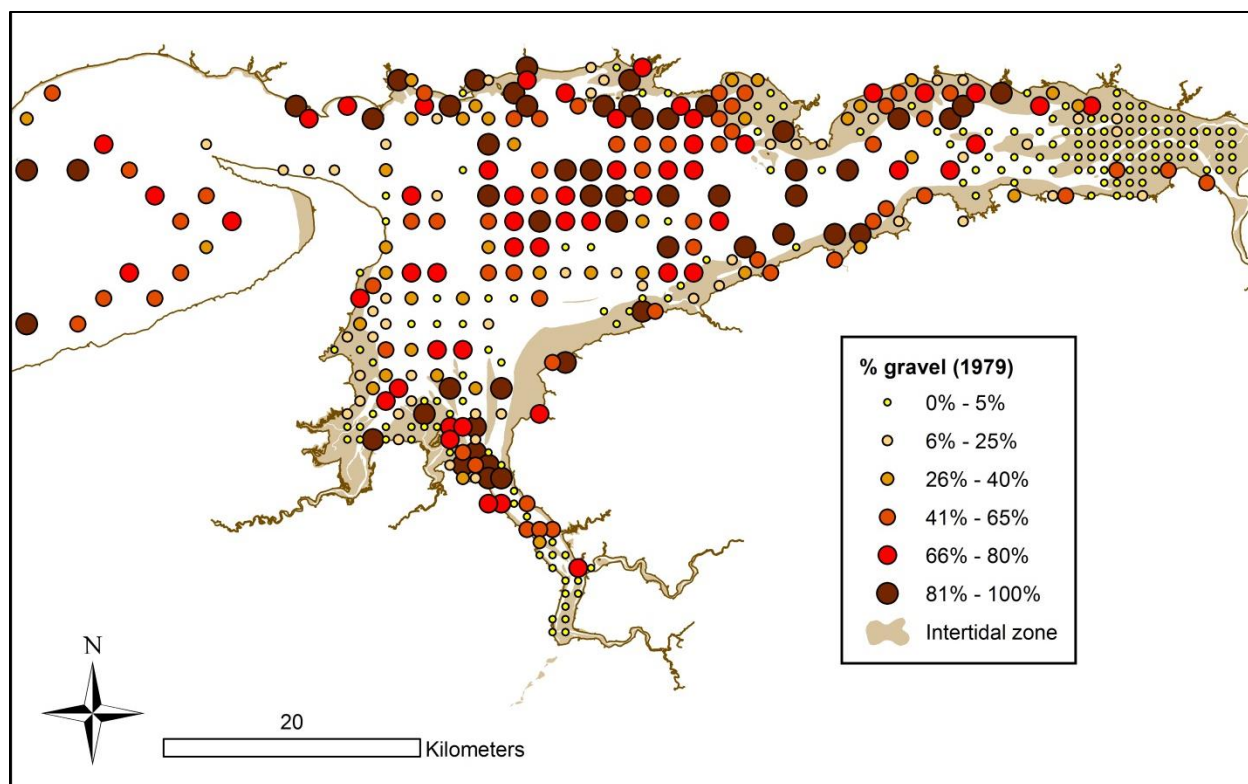 % gravel (1979)
0% - 5%
6% - 25%
26% - 40%
41% - 65%
66% - 80%
81% - 100%
Intertidal zone
N
20
Kilometers